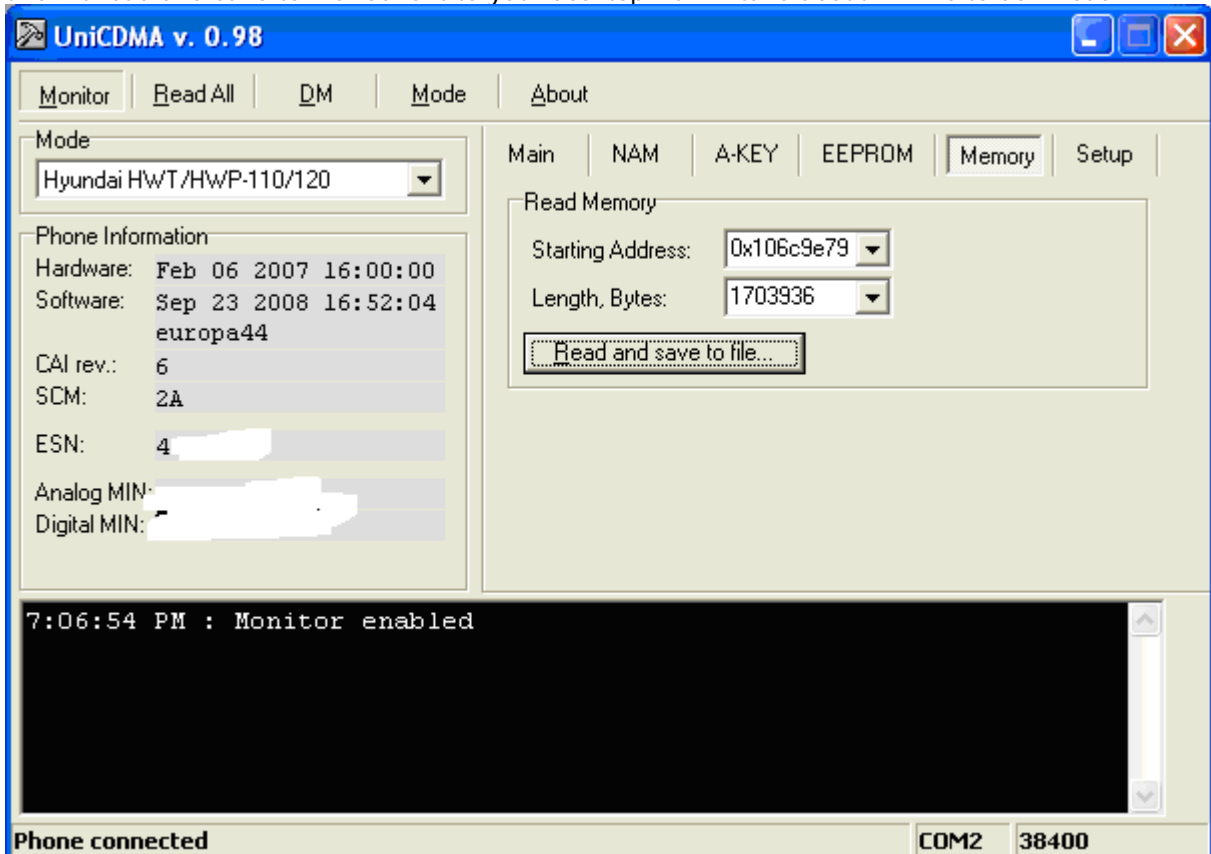 UniCDMA v. 0.98
Monitor Read All DM Mode About
Mode
Hyundai HWT/HWP-110/120
Phone Information
Hardware: Feb 06 2007 16:00:00
Software: Sep 23 2008 16:52:04
europa44
CAI rev.: 6
SCM: 2A
ESN: 4
Analog MIN:
Digital MIN:
Main NAM A-KEY EEPROM Memory Setup
Read Memory
Starting Address: 0x106c9e79
Length, Bytes: 1703936
Read and save to file...
7:06:54 PM : Monitor enabled
Phone connected COM2 38400